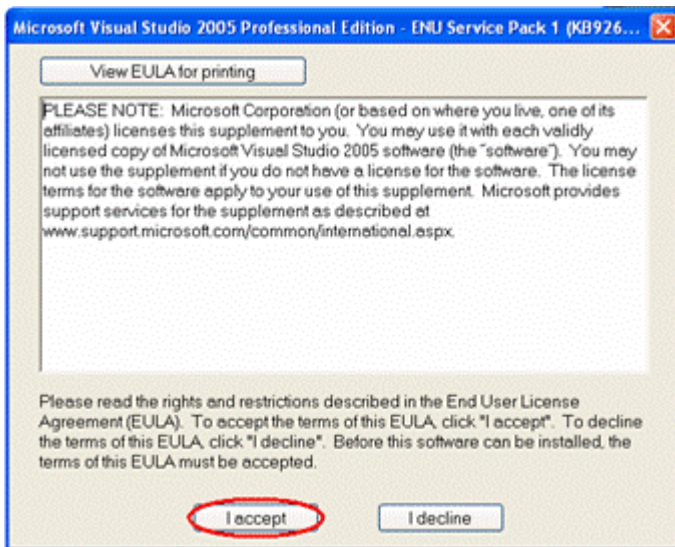 Microsoft Visual Studio 2005 Professional Edition - ENU Service Pack 1 (KB926...
View EULA for printing
PLEASE NOTE: Microsoft Corporation (or based on where you live, one of its
affiliates) licenses this supplement to you. You may use it with each validly
licensed copy of Microsoft Visual Studio 2005 software (the "software"). You may
not use the supplement if you do not have a license for the software. The license
terms for the software apply to your use of this supplement. Microsoft provides
support services for the supplement as described at
www.support.microsoft.com/common/international.aspx.
Please read the rights and restrictions described in the End User License
Agreement (EULA). To accept the terms of this EULA, click "I accept". To decline
the terms of this EULA, click "I decline". Before this software can be installed, the
terms of this EULA must be accepted.
I accept
I decline